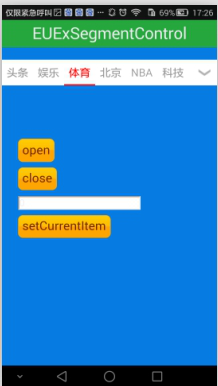 仅限紧急呼叫 69% 17:26
EUExSegmentControl
头条 娱乐 体育 北京 NBA 科技
open
close
setCurrentItem